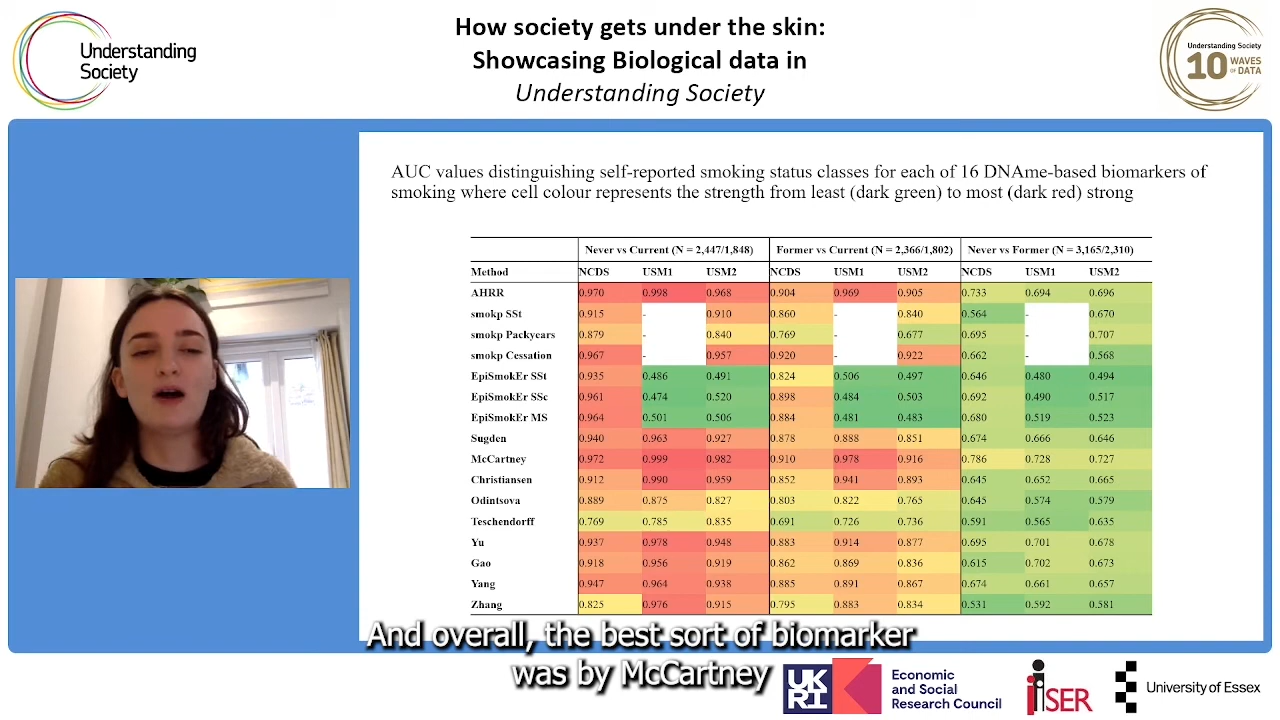 How society gets under the skin:
Showcasing Biological data in
Understanding Society
Understanding
Society
Understanding Society
10 WAVES OF DATA
AUC values distinguishing self-reported smoking status classes for each of 16 DNAme-based biomarkers of
smoking where cell colour represents the strength from least (dark green) to most (dark red) strong
Never vs Current (N = 2,447/1,848) Former vs Current (N = 2,366/1,802) Never vs Former (N = 3,165/2,310)
Method NCDS USM1 USM2 NCDS USM1 USM2 NCDS USM1 USM2
AHRR 0.970 0.998 0.968 0.904 0.969 0.905 0.733 0.694 0.696
smokp SSt 0.915 - 0.910 0.860 - 0.840 0.564 - 0.670
smokp Packyears 0.879 - 0.840 0.769 - 0.677 0.695 - 0.707
smokp Cessation 0.967 - 0.957 0.920 - 0.922 0.662 - 0.568
EpiSmokEr SSt 0.935 0.486 0.491 0.824 0.506 0.497 0.646 0.480 0.494
EpiSmokEr SSc 0.961 0.474 0.520 0.898 0.484 0.503 0.692 0.490 0.517
EpiSmokEr MS 0.964 0.501 0.506 0.884 0.481 0.483 0.680 0.519 0.523
Sugden 0.940 0.963 0.927 0.878 0.888 0.851 0.674 0.666 0.646
McCartney 0.972 0.999 0.982 0.910 0.978 0.916 0.786 0.728 0.727
Christiansen 0.912 0.990 0.959 0.852 0.941 0.893 0.645 0.652 0.665
Odintsova 0.889 0.875 0.827 0.803 0.822 0.765 0.645 0.574 0.579
Teschendorff 0.769 0.785 0.835 0.691 0.726 0.736 0.591 0.565 0.635
Yu 0.937 0.978 0.948 0.883 0.914 0.877 0.695 0.701 0.678
Gao 0.918 0.956 0.919 0.862 0.869 0.836 0.615 0.702 0.673
Yang 0.947 0.964 0.938 0.885 0.891 0.867 0.674 0.661 0.657
Zhang 0.825 0.976 0.915 0.795 0.883 0.834 0.531 0.592 0.581
And overall, the best sort of biomarker
was by McCartney
UK
RI
Economic
and Social
Research Council
iSER
University of Essex